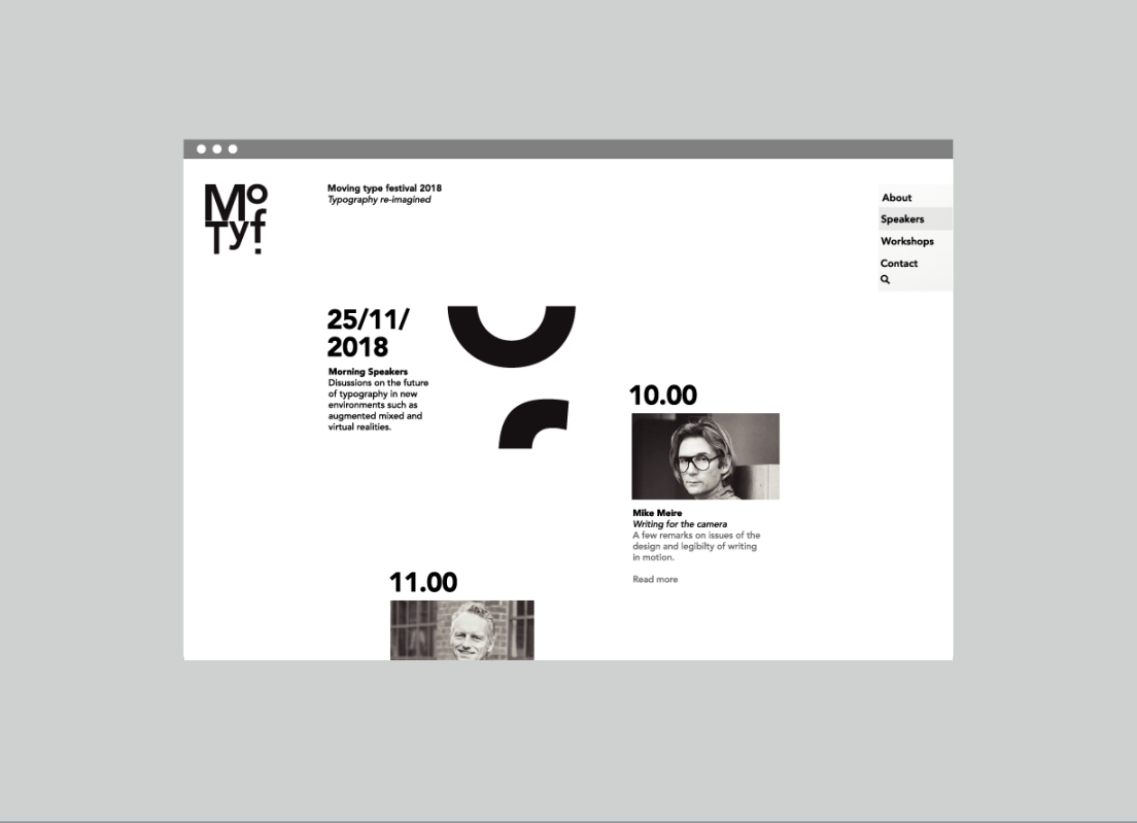 Mo
Tyf!
Moving type festival 2018
Typography re-imagined
About
Speakers
Workshops
Contact
25/11/
2018
Morning Speakers
Disussions on the future
of typography in new
environments such as
augmented mixed and
virtual realities.
10.00
Mike Meire
Writing for the camera
A few remarks on issues of the
design and legibilty of writing
in motion.
Read more
11.00